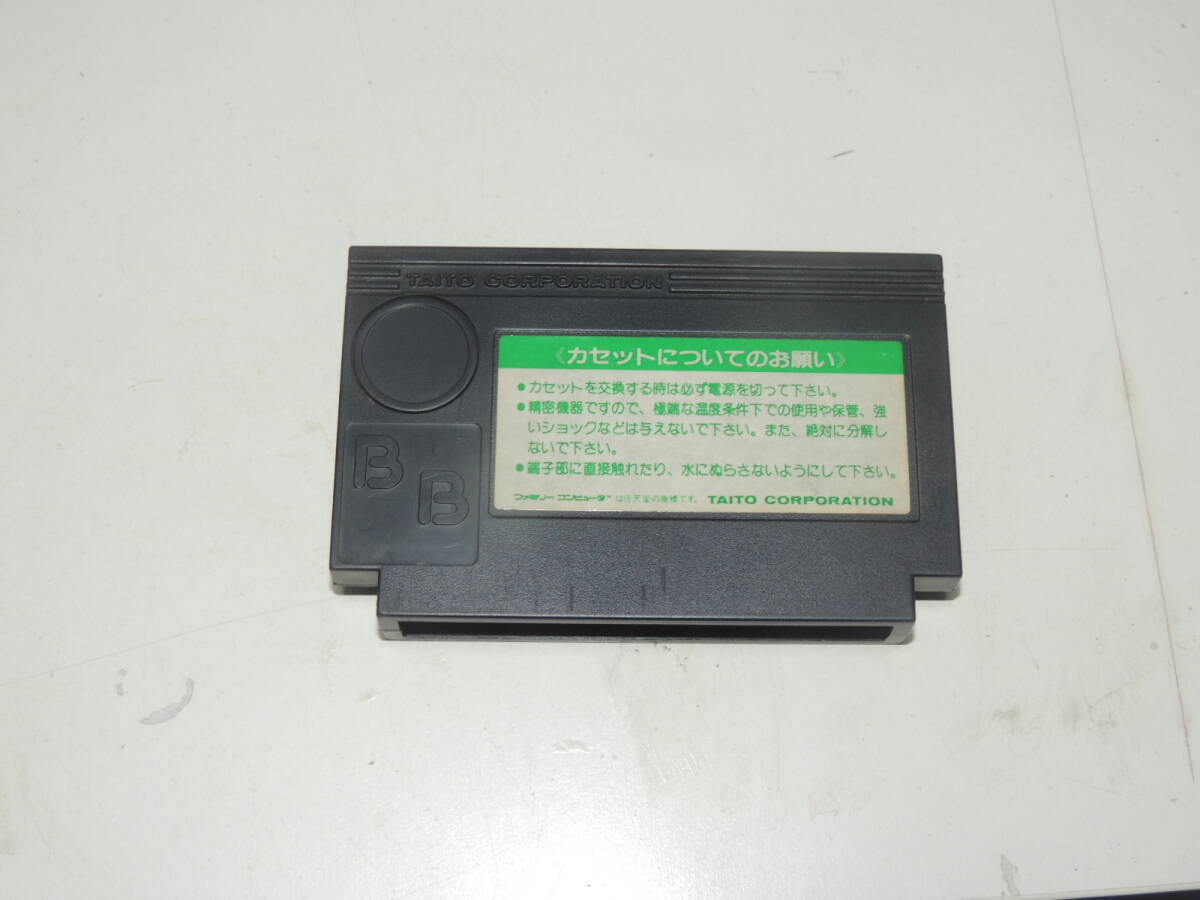 TAITO CORPORATION
《カセットについてのお願い》
●カセットを交換する時は必ず電源を切って下さい。
●精密機器ですので、極端な温度条件下での使用や保管、強
いショックなどは与えないで下さい。また、絶対に分解し
ないで下さい。
●端子部に直接触れたり、水にぬらさないようにして下さい。
ファミリーコンピュータ™は任天堂の商標です。 TAITO CORPORATION
B
B